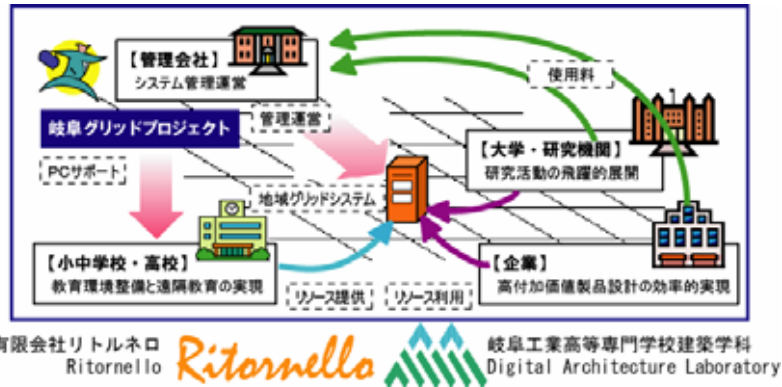 【管理会社】
システム管理運営
使用料
岐阜グリッドプロジェクト
管理運営
【大学・研究機関】
研究活動の飛躍的展開
PCサポート
地域グリッドシステム
【小中学校・高校】
教育環境整備と遠隔教育の実現
【企業】
高付加価値製品設計の効率的実現
リソース提供
リソース利用
有限会社リトルネロ
Ritornello
Ritornello
岐阜工業高等専門学校建築学科
Digital Architecture Laboratory